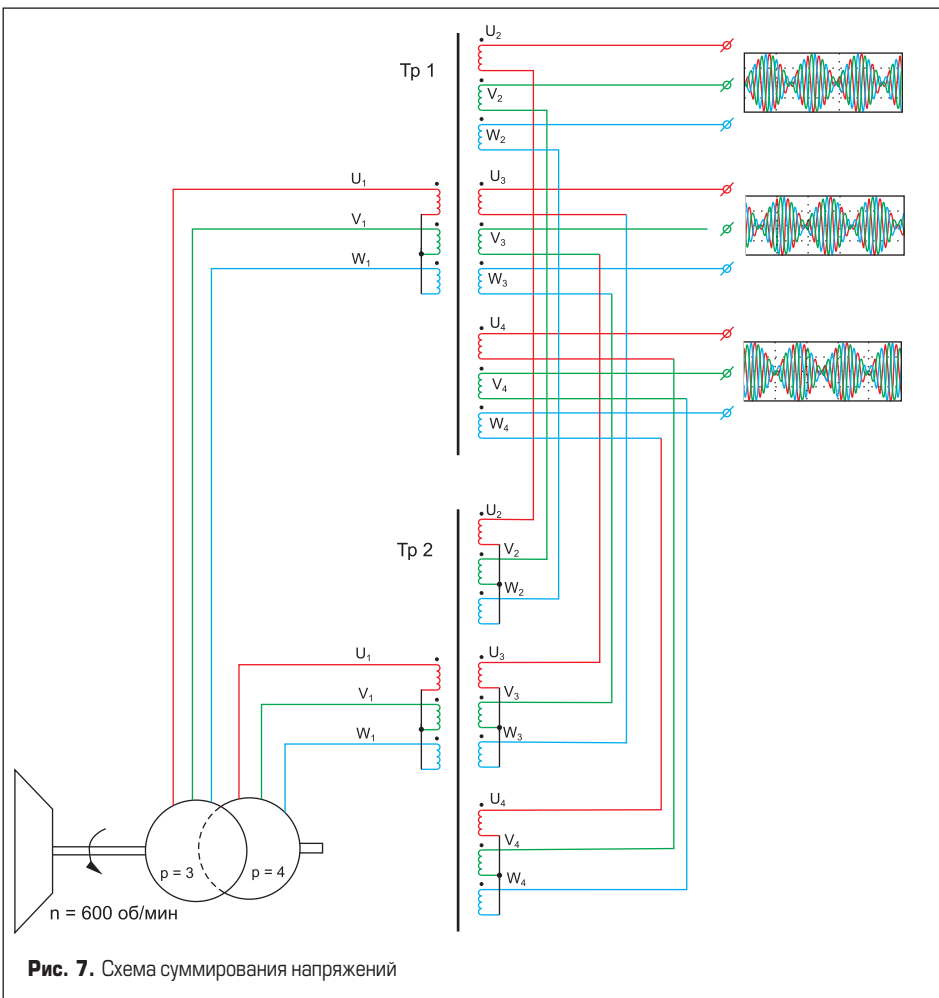 Тр 1
U₂
V₂
W₂
U₁
V₁
W₁
U₃
V₃
W₃
U₄
V₄
W₄
Тр 2
U₂
V₂
W₂
U₁
V₁
W₁
U₃
V₃
W₃
U₄
V₄
W₄
p = 3
p = 4
n = 600 об/мин
Рис. 7. Схема суммирования напряжений